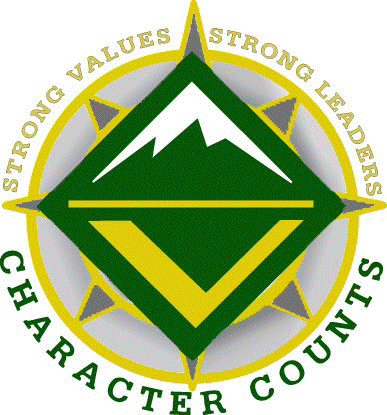 STRONG VALUES
STRONG LEADERS
CHARACTER COUNTS